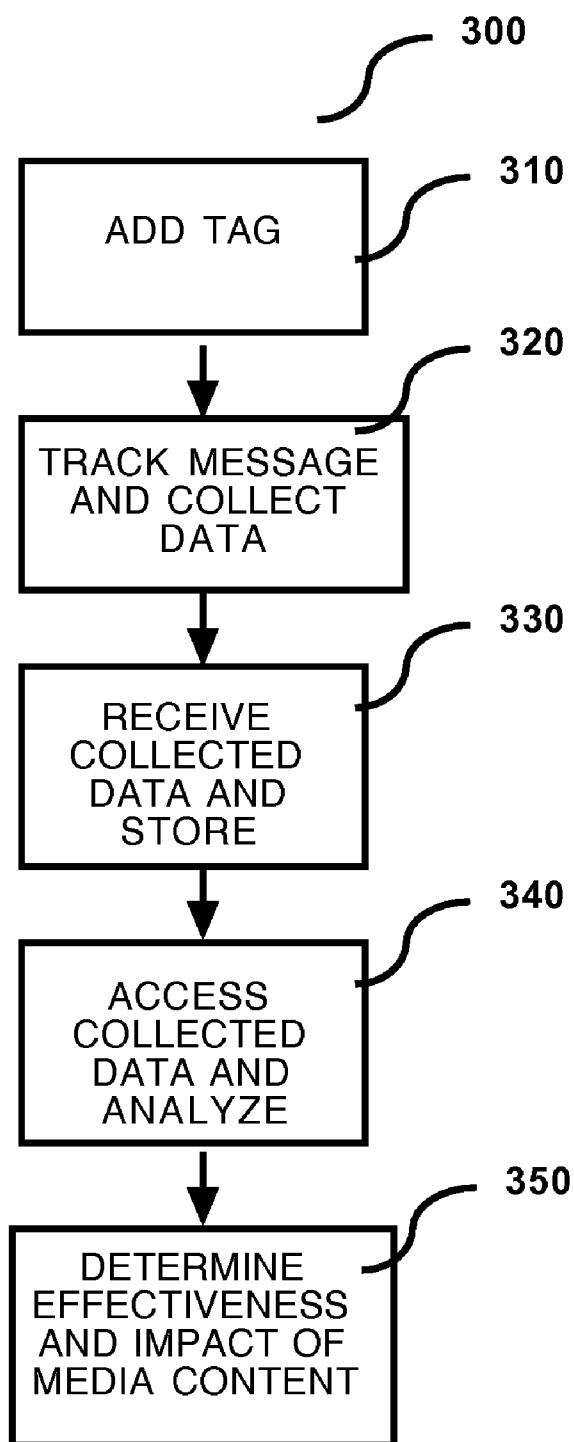 300
310
ADD TAG
320
TRACK MESSAGE
AND COLLECT
DATA
330
RECEIVE
COLLECTED
DATA AND
STORE
340
ACCESS
COLLECTED
DATA AND
ANALYZE
350
DETERMINE
EFFECTIVENESS
AND IMPACT OF
MEDIA CONTENT